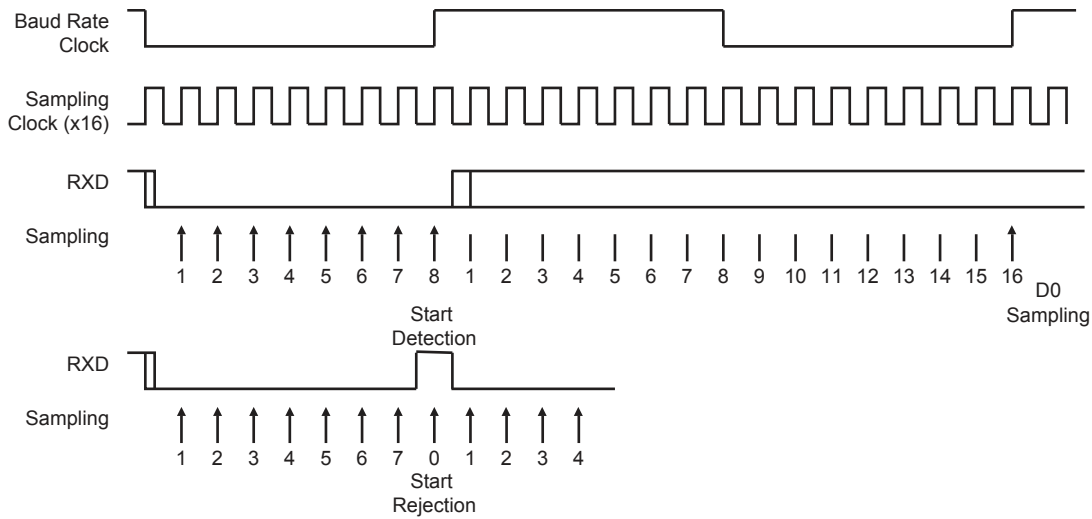 Baud Rate
Clock
Sampling
Clock (x16)
RXD
Sampling
1 2 3 4 5 6 7 8 1 2 3 4 5 6 7 8 9 10 11 12 13 14 15 16
D0
Sampling
Start
Detection
RXD
Sampling
1 2 3 4 5 6 7 0 1 2 3 4
Start
Rejection